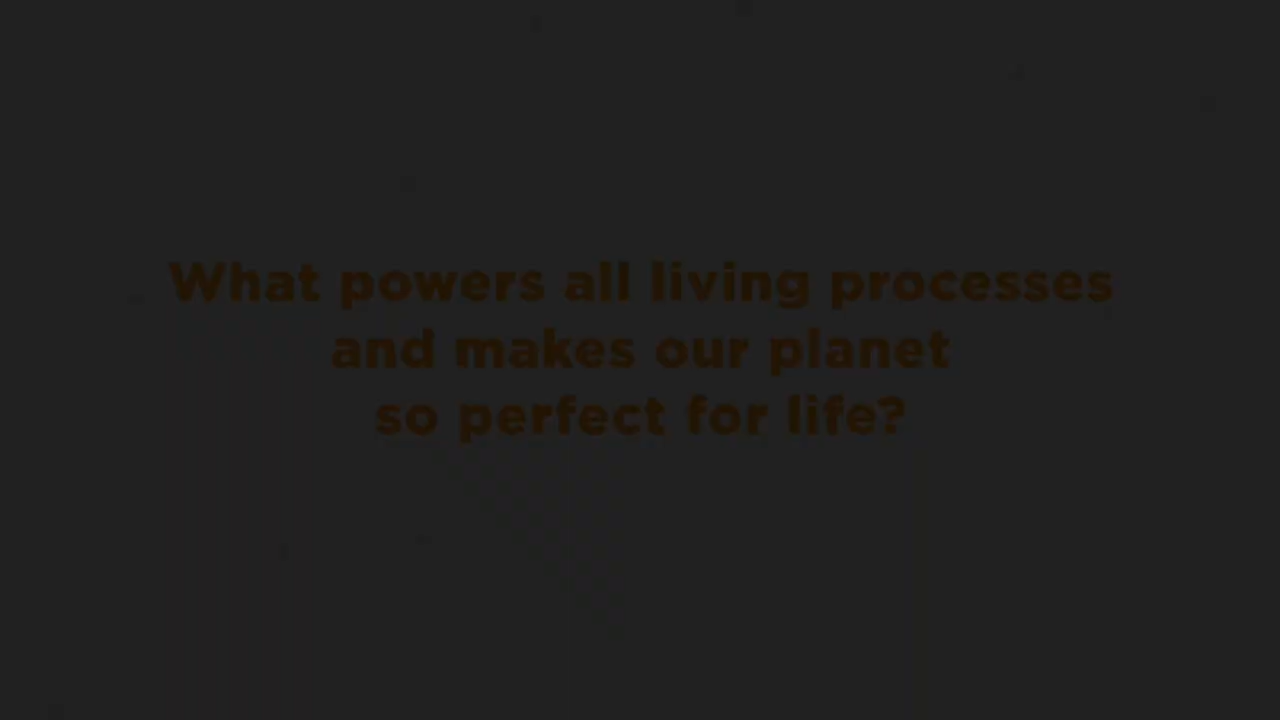 What powers all living processes
and makes our planet
so perfect for life?